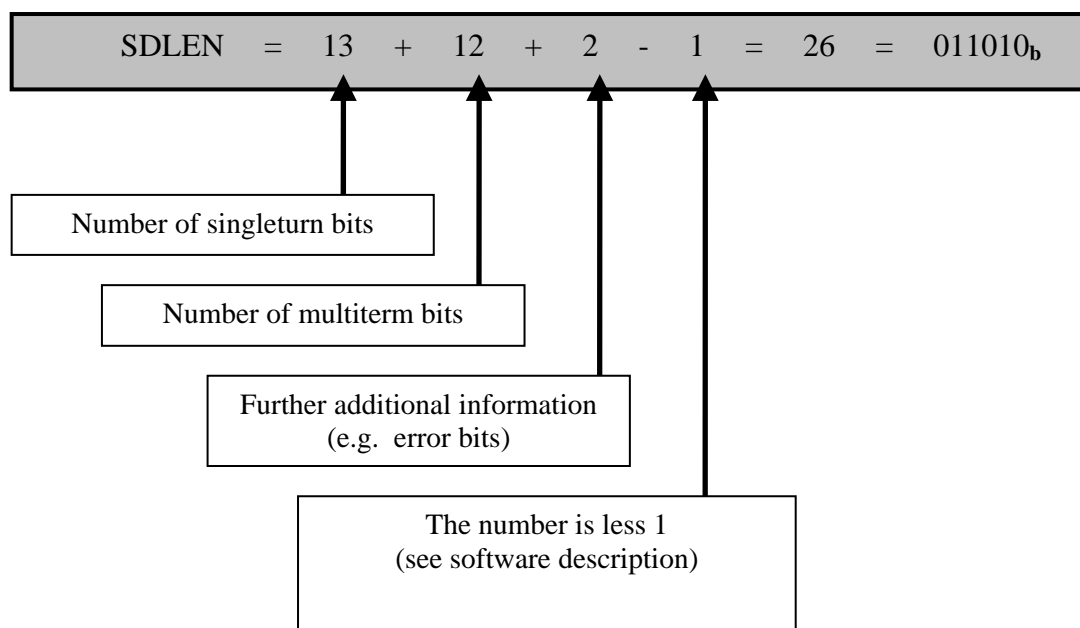 SDLEN = 13 + 12 + 2 - 1 = 26 = 011010b
Number of singleturn bits
Number of multiterm bits
Further additional information
(e.g. error bits)
The number is less 1
(see software description)